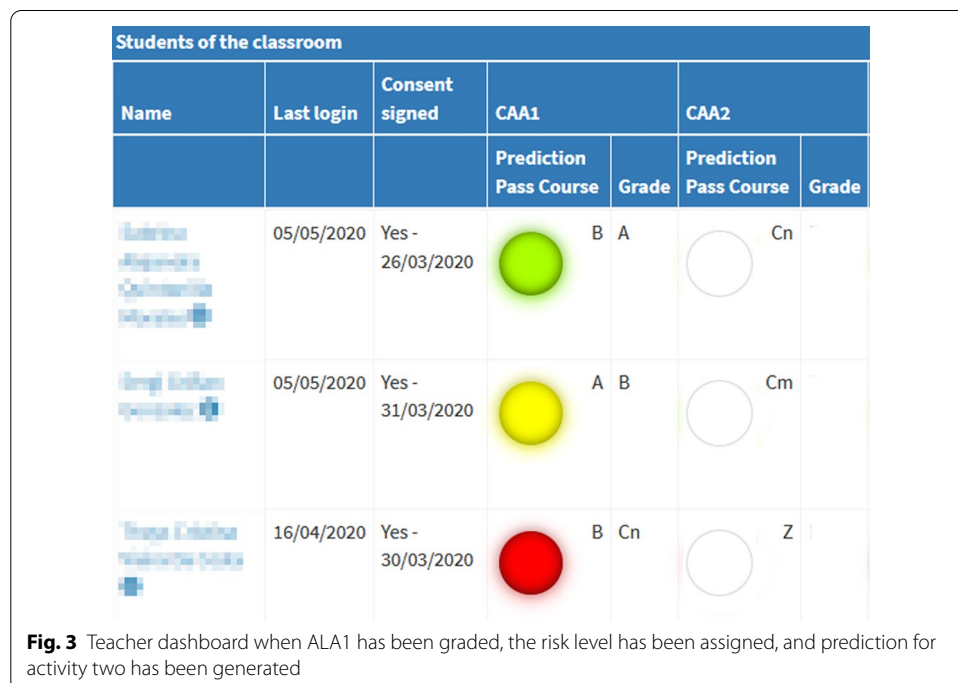 Students of the classroom
Name Last login Consent signed CAA1 CAA2
Prediction Pass Course Grade Prediction Pass Course Grade
05/05/2020 Yes - 26/03/2020 B A Cn
05/05/2020 Yes - 31/03/2020 A B Cm
16/04/2020 Yes - 30/03/2020 B Cn Z
Fig. 3 Teacher dashboard when ALA1 has been graded, the risk level has been assigned, and prediction for
activity two has been generated